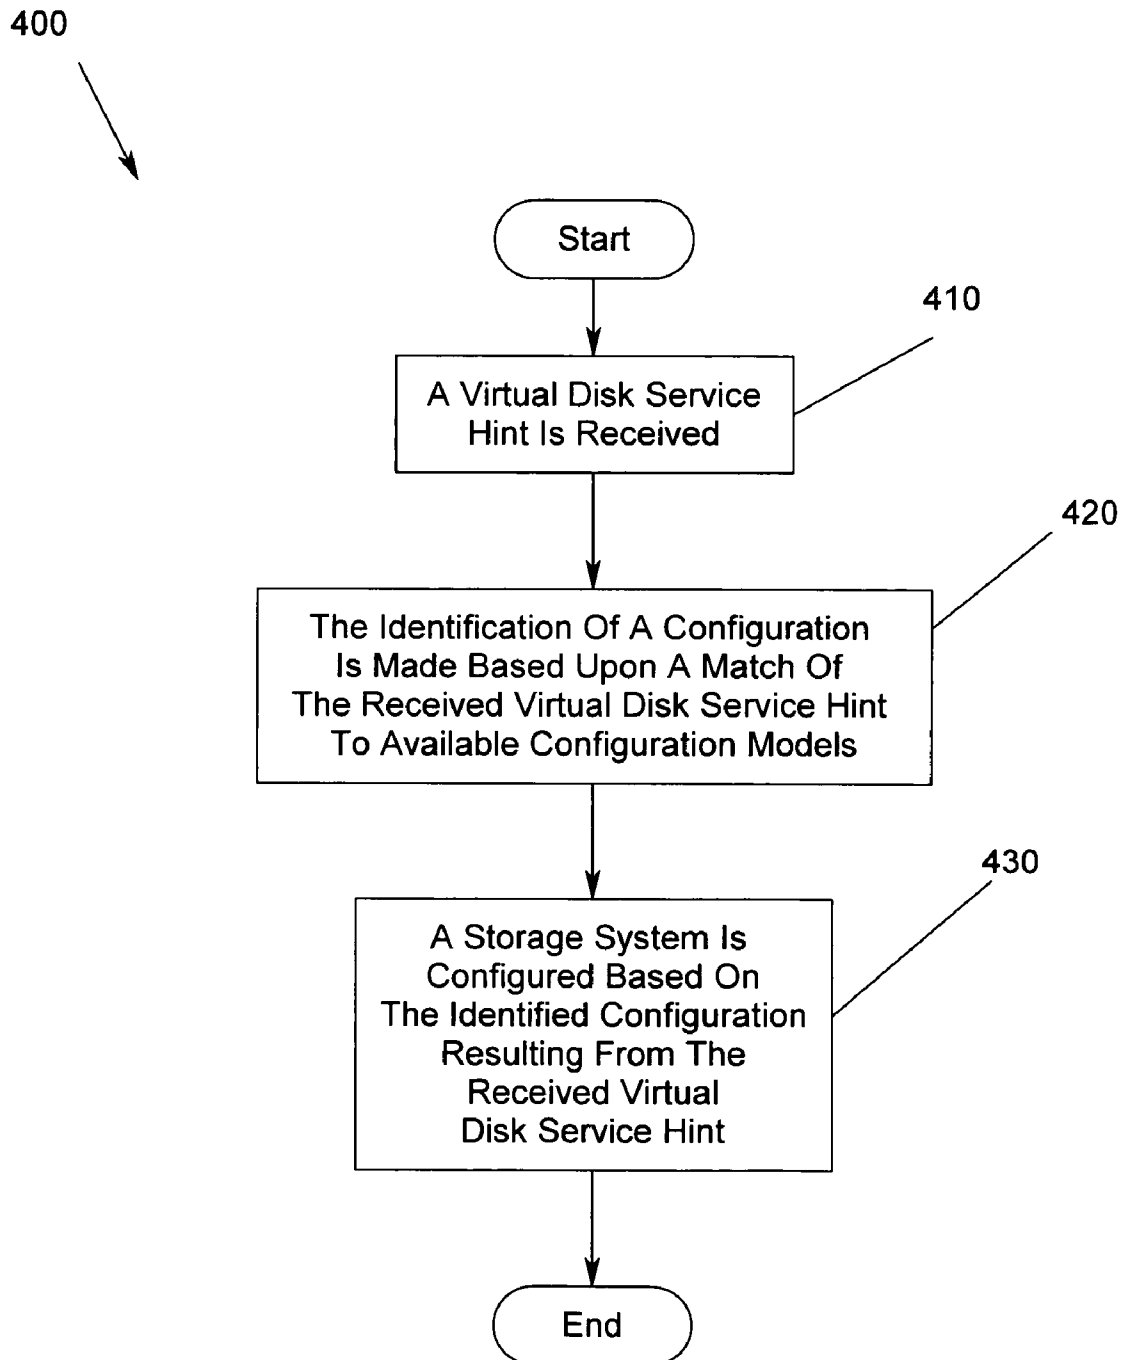 400
Start
410
A Virtual Disk Service
Hint Is Received
420
The Identification Of A Configuration
Is Made Based Upon A Match Of
The Received Virtual Disk Service Hint
To Available Configuration Models
430
A Storage System Is
Configured Based On
The Identified Configuration
Resulting From The
Received Virtual
Disk Service Hint
End